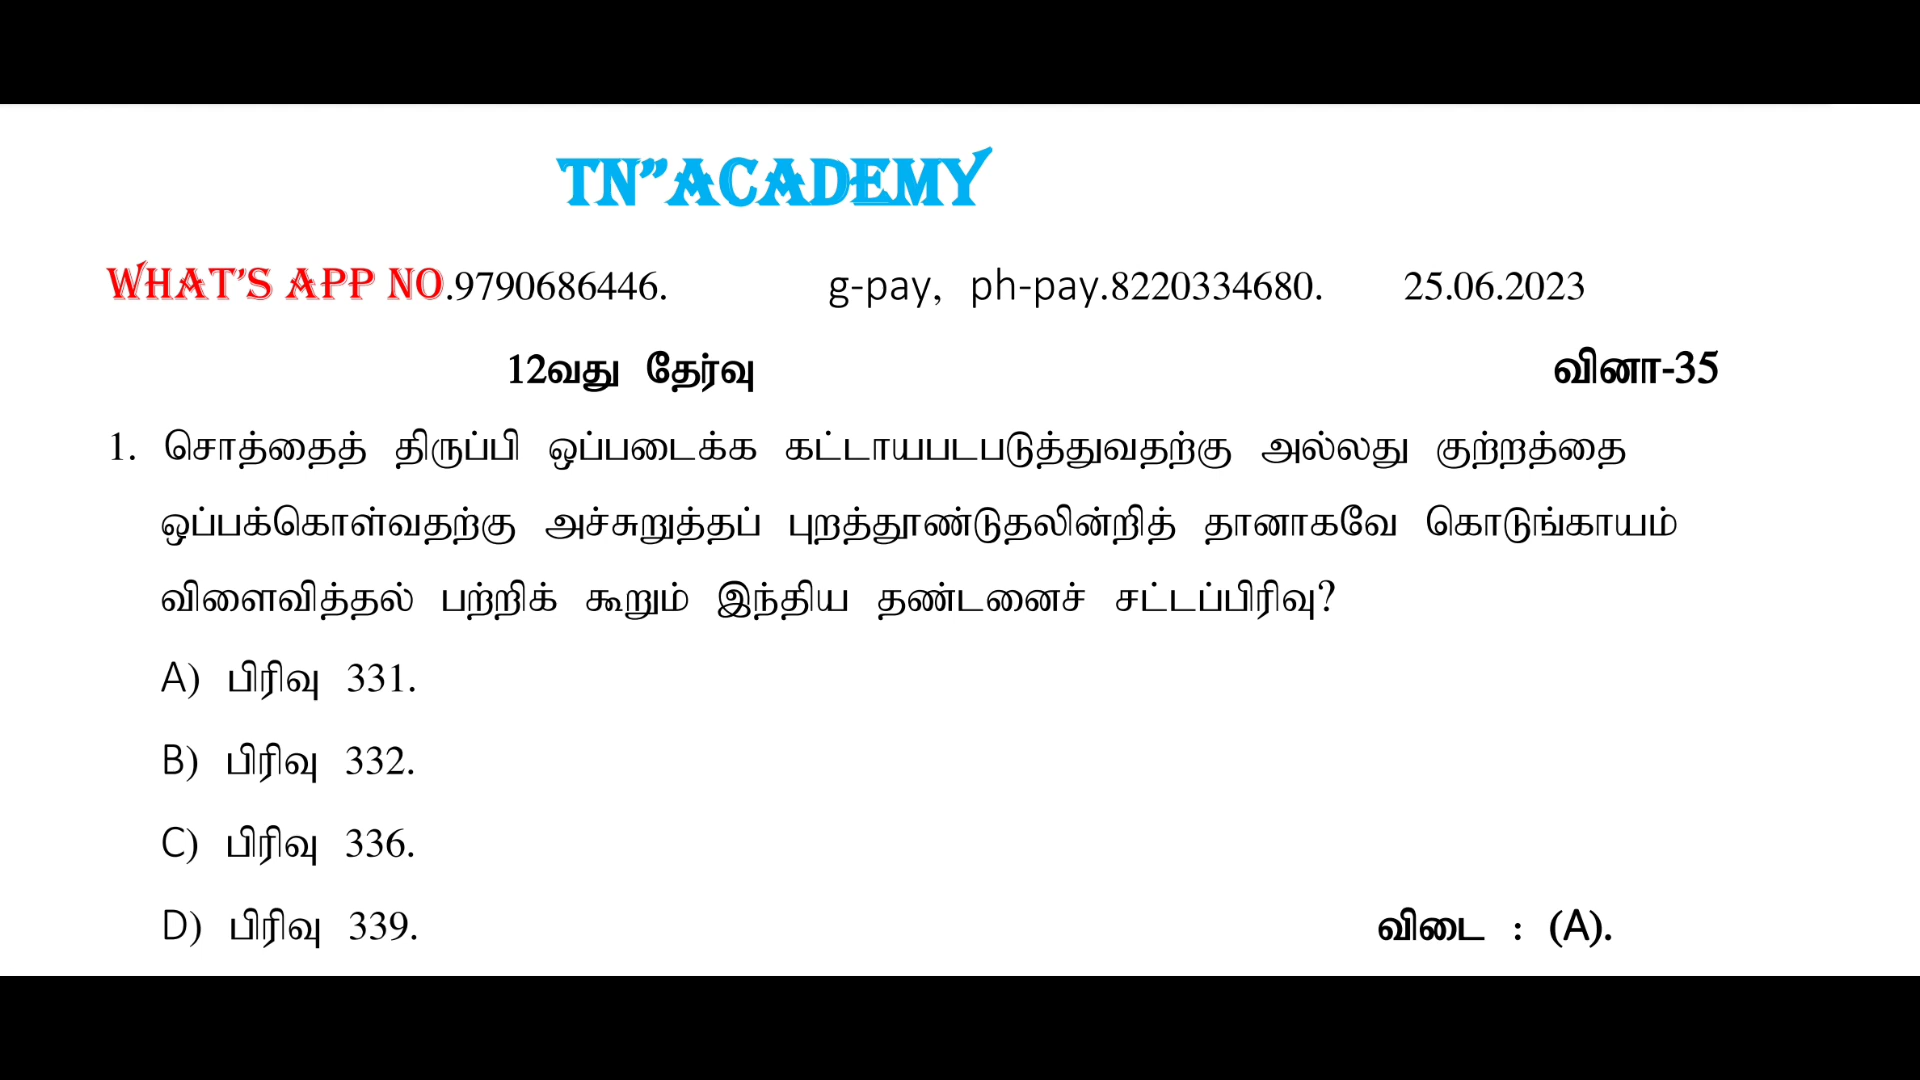 TN”ACADEMY
WHAT’S APP NO.9790686446. g-pay, ph-pay.8220334680. 25.06.2023
12வது தேர்வு வினா-35
1. சொத்தைத் திருப்பி ஒப்படைக்க கட்டாயபடபடுத்துவதற்கு அல்லது குற்றத்தை
ஒப்பக்கொள்வதற்கு அச்சுறுத்தப் புறத்தூண்டுதலின்றித் தானாகவே கொடுங்காயம்
விளைவித்தல் பற்றிக் கூறும் இந்திய தண்டனைச் சட்டப்பிரிவு?
A) பிரிவு 331.
B) பிரிவு 332.
C) பிரிவு 336.
D) பிரிவு 339. விடை : (A).